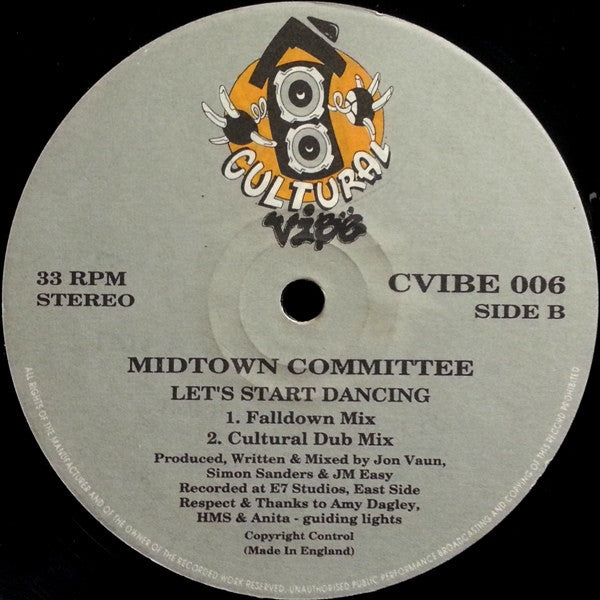 CULTURAL
VIBE
33 RPM
STEREO
CVIBE 006
SIDE B
MIDTOWN COMMITTEE
LET'S START DANCING
1. Falldown Mix
2. Cultural Dub Mix
Produced, Written & Mixed by Jon Vaun,
Simon Sanders & JM Easy
Recorded at E7 Studios, East Side
Respect & Thanks to Amy Dagley,
HMS & Anita - guiding lights
Copyright Control
(Made In England)
ALL RIGHTS OF THE MANUFACTURER AND OF THE OWNER OF THE RECORDED WORK RESERVED. UNAUTHORISED PUBLIC PERFORMANCE BROADCASTING AND COPYING OF THIS RECORD PROHIBITED